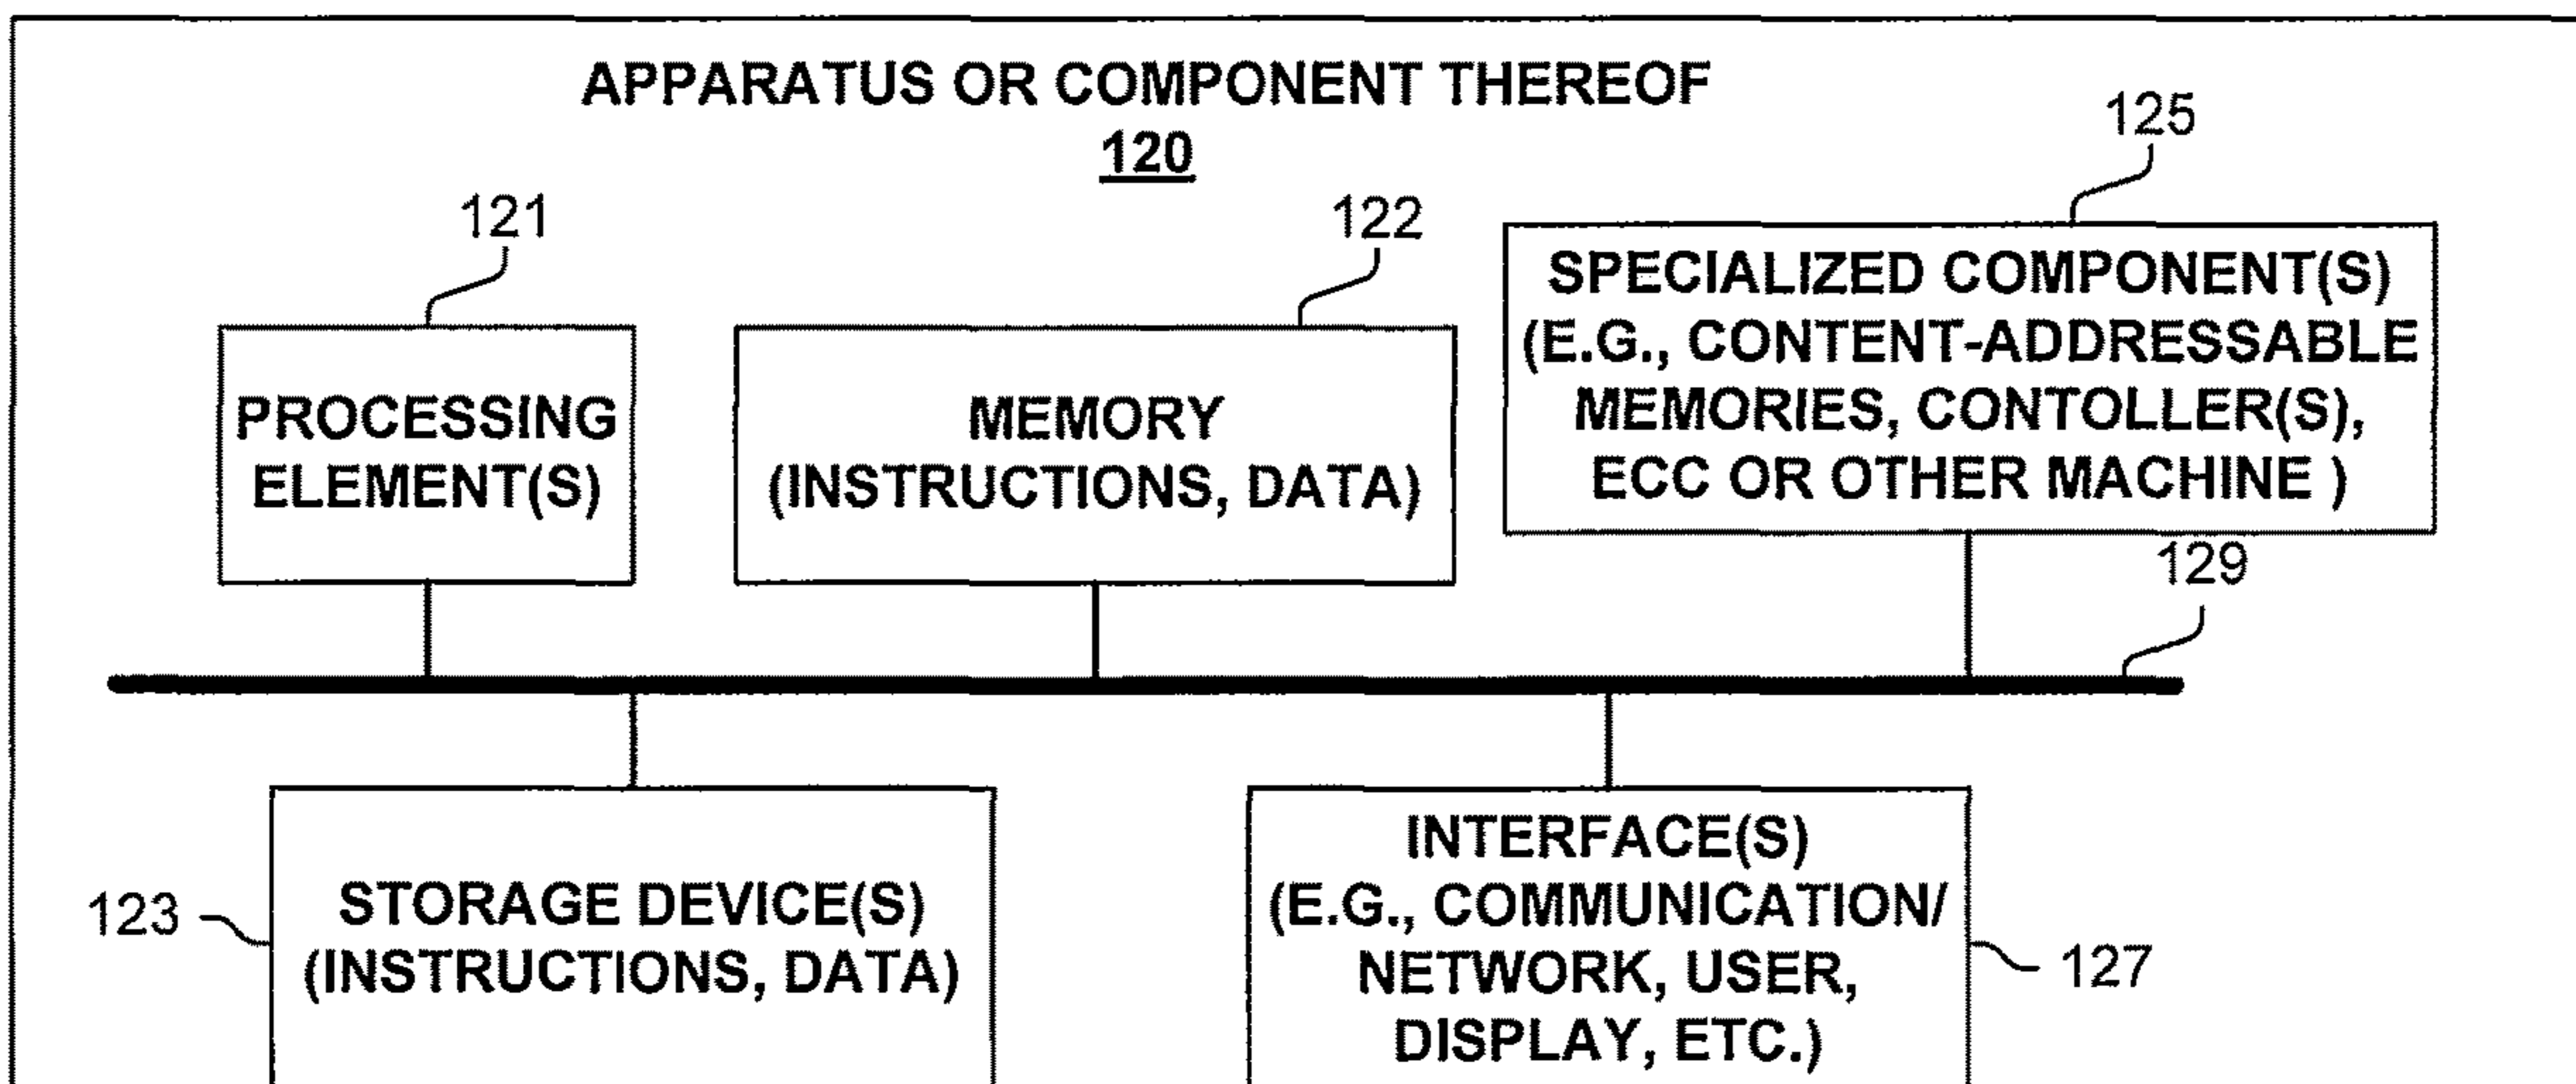 APPARATUS OR COMPONENT THEREOF
120
125
121
122
SPECIALIZED COMPONENT(S)
(E.G., CONTENT-ADDRESSABLE
MEMORIES, CONTOLLER(S),
ECC OR OTHER MACHINE )
PROCESSING
ELEMENT(S)
MEMORY
(INSTRUCTIONS, DATA)
129
123
STORAGE DEVICE(S)
(INSTRUCTIONS, DATA)
INTERFACE(S)
(E.G., COMMUNICATION/
NETWORK, USER,
DISPLAY, ETC.)
127